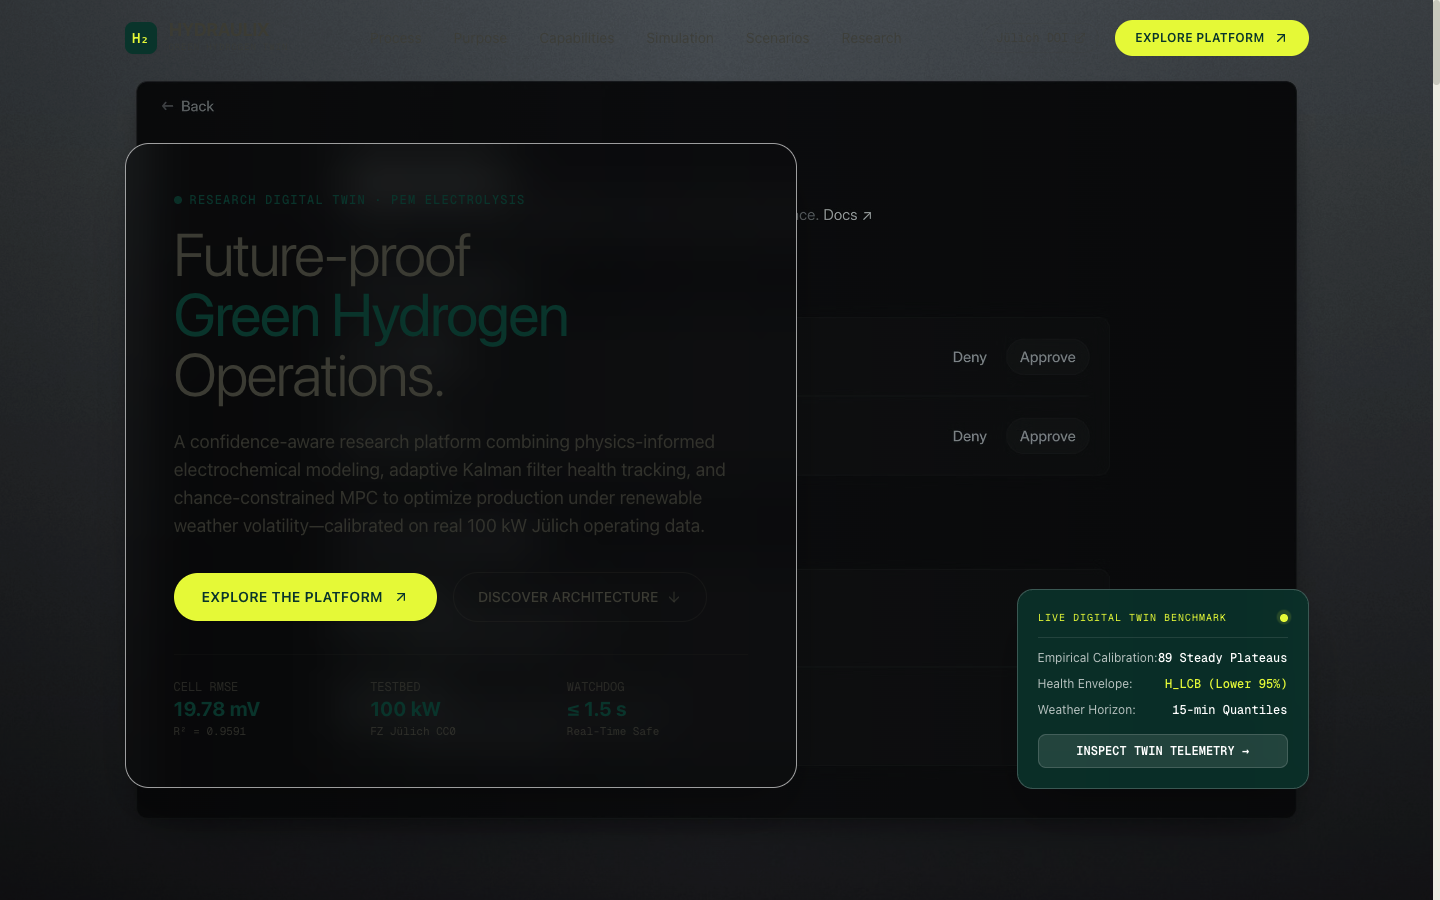 H₂
Purpose
Capabilities
Simulation
Scenarios
Research
EXPLORE PLATFORM ↗
← Back
RESEARCH DIGITAL TWIN · PEM ELECTROLYSIS
Future-proof
Green Hydrogen
Operations.
Docs ↗
A confidence-aware research platform combining physics-informed
electrochemical modeling, adaptive Kalman filter health tracking, and
chance-constrained MPC to optimize production under renewable
weather volatility—calibrated on real 100 kW Jülich operating data.
Deny Approve
Deny Approve
EXPLORE THE PLATFORM ↗
DISCOVER ARCHITECTURE ↓
CELL RMSE
19.78 mV
R² = 0.9591
TESTBED
100 kW
FZ Jülich CC0
WATCHDOG
≤ 1.5 s
Real-Time Safe
LIVE DIGITAL TWIN BENCHMARK
Empirical Calibration: 89 Steady Plateaus
Health Envelope: H_LCB (Lower 95%)
Weather Horizon: 15-min Quantiles
INSPECT TWIN TELEMETRY →